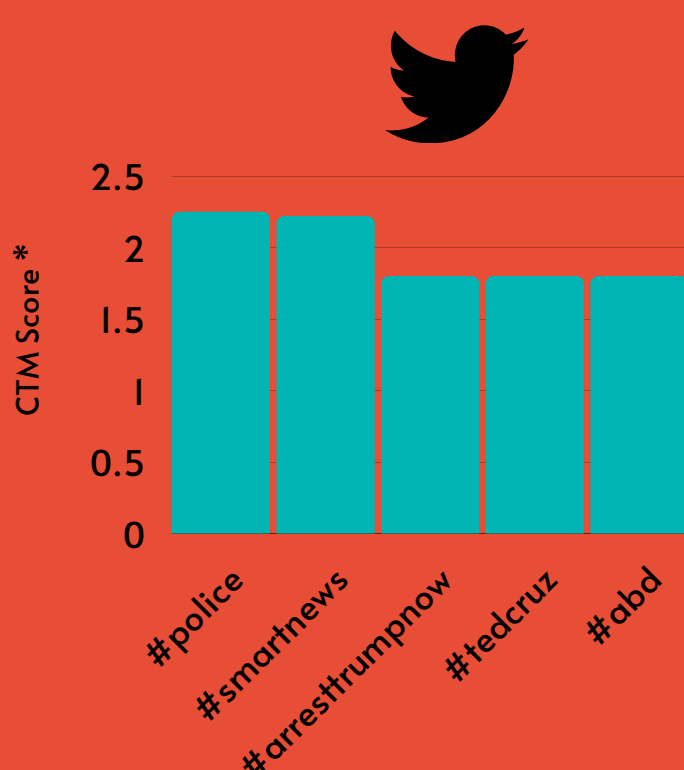 2.5
2
1.5
1
0.5
0
CTM Score *
#police
#smartnews
#arresttrumpnow
#tedcruz
#abd